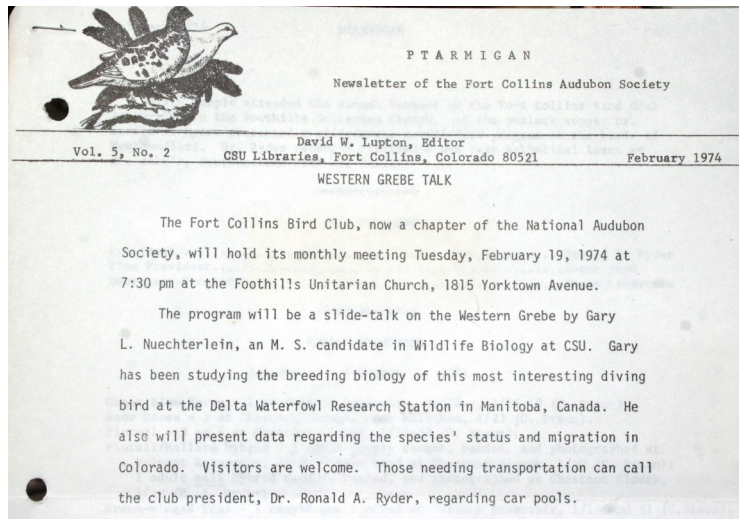 PTARMIGAN
Newsletter of the Fort Collins Audubon Society
David W. Lupton, Editor
Vol. 5, No. 2 CSU Libraries, Fort Collins, Colorado 80521 February 1974
WESTERN GREBE TALK
The Fort Collins Bird Club, now a chapter of the National Audubon
Society, will hold its monthly meeting Tuesday, February 19, 1974 at
7:30 pm at the Foothills Unitarian Church, 1815 Yorktown Avenue.
The program will be a slide-talk on the Western Grebe by Gary
L. Nuechterlein, an M. S. candidate in Wildlife Biology at CSU. Gary
has been studying the breeding biology of this most interesting diving
bird at the Delta Waterfowl Research Station in Manitoba, Canada. He
also will present data regarding the species' status and migration in
Colorado. Visitors are welcome. Those needing transportation can call
the club president, Dr. Ronald A. Ryder, regarding car pools.